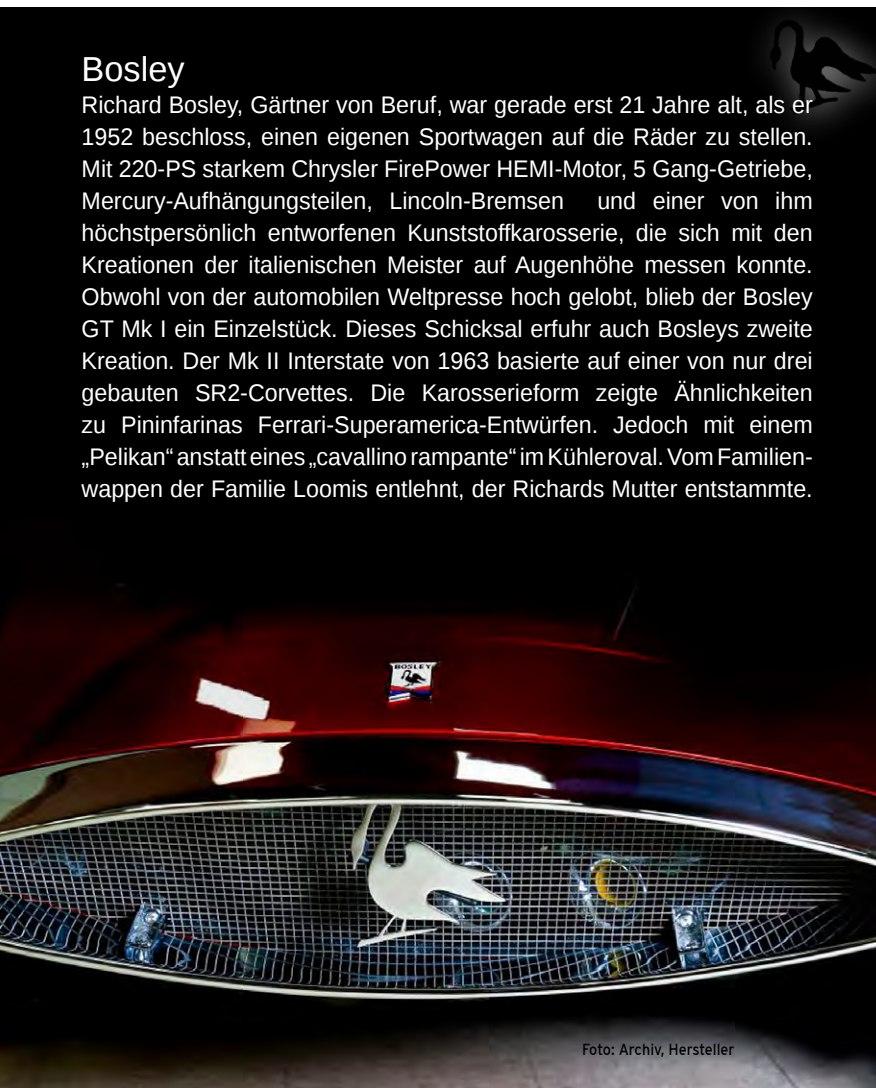 Bosley
Richard Bosley, Gärtner von Beruf, war gerade erst 21 Jahre alt, als er
1952 beschloss, einen eigenen Sportwagen auf die Räder zu stellen.
Mit 220-PS starkem Chrysler FirePower HEMI-Motor, 5 Gang-Getriebe,
Mercury-Aufhängungsteilen, Lincoln-Bremsen und einer von ihm
höchstpersönlich entworfenen Kunststoffkarosserie, die sich mit den
Kreationen der italienischen Meister auf Augenhöhe messen konnte.
Obwohl von der automobilen Weltpresse hoch gelobt, blieb der Bosley
GT Mk I ein Einzelstück. Dieses Schicksal erfuhr auch Bosleys zweite
Kreation. Der Mk II Interstate von 1963 basierte auf einer von nur drei
gebauten SR2-Corvettes. Die Karosserieform zeigte Ähnlichkeiten
zu Pininfarinas Ferrari-Superamerica-Entwürfen. Jedoch mit einem
„Pelikan“ anstatt eines „cavallino rampante“ im Kühleroval. Vom Familien-
wappen der Familie Loomis entlehnt, der Richards Mutter entstammte.
BOSLEY
Foto: Archiv, Hersteller